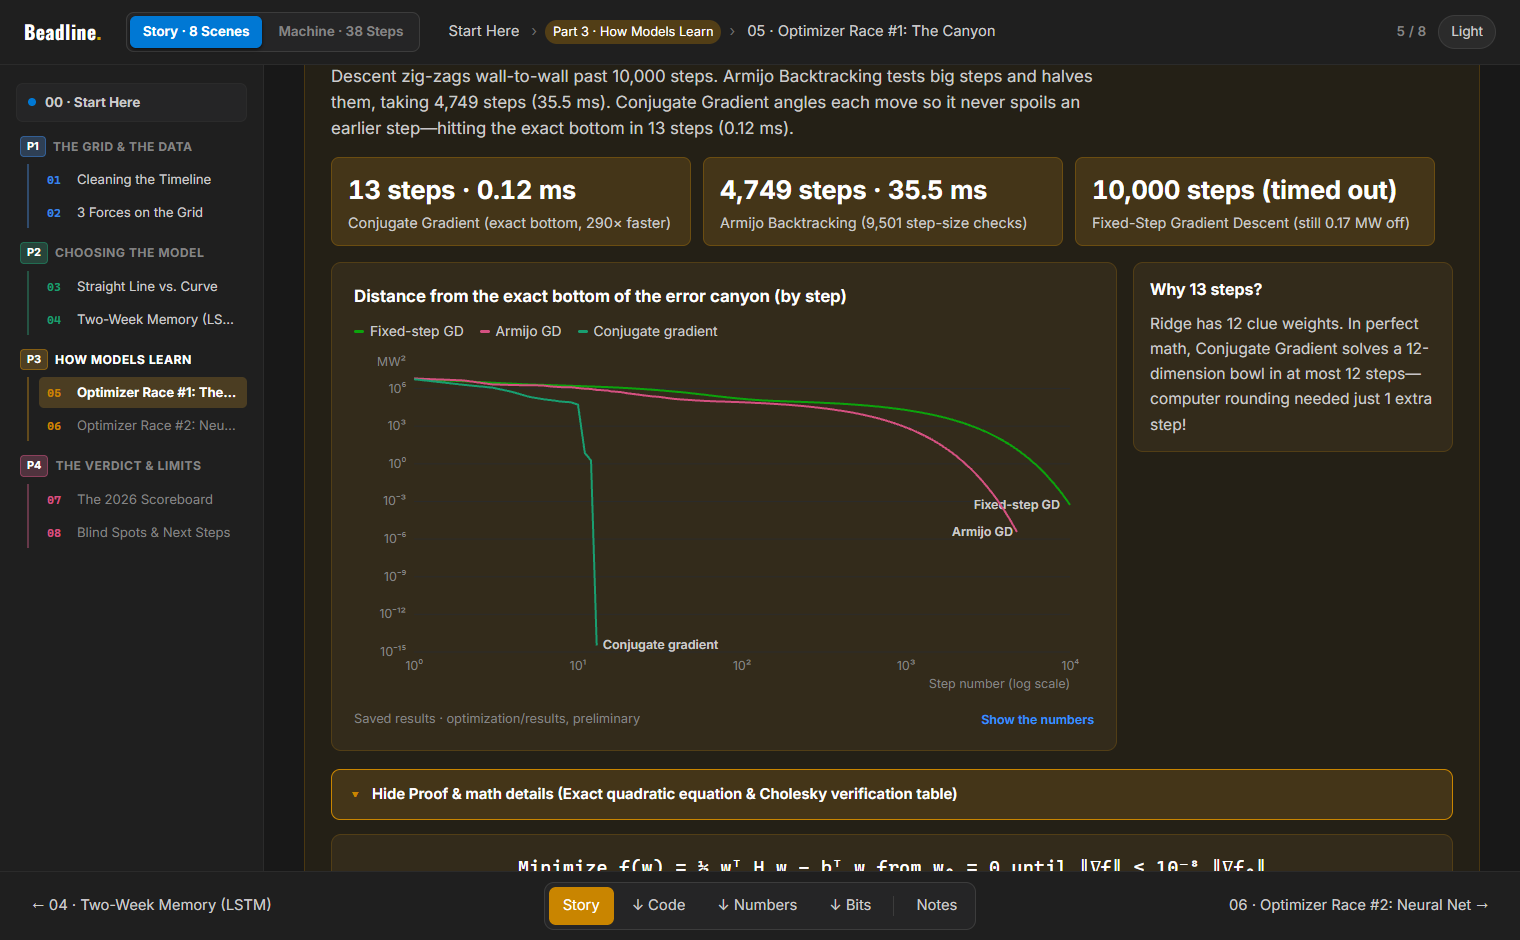 Beadline.
Story · 8 Scenes
Machine · 38 Steps
Start Here › Part 3 · How Models Learn › 05 · Optimizer Race #1: The Canyon
5 / 8
Light
00 · Start Here
P1 THE GRID & THE DATA
01 Cleaning the Timeline
02 3 Forces on the Grid
P2 CHOOSING THE MODEL
03 Straight Line vs. Curve
04 Two-Week Memory (LS...
P3 HOW MODELS LEARN
05 Optimizer Race #1: The...
06 Optimizer Race #2: Neu...
P4 THE VERDICT & LIMITS
07 The 2026 Scoreboard
08 Blind Spots & Next Steps
Descent zig-zags wall-to-wall past 10,000 steps. Armijo Backtracking tests big steps and halves
them, taking 4,749 steps (35.5 ms). Conjugate Gradient angles each move so it never spoils an
earlier step—hitting the exact bottom in 13 steps (0.12 ms).
13 steps · 0.12 ms
Conjugate Gradient (exact bottom, 290× faster)
4,749 steps · 35.5 ms
Armijo Backtracking (9,501 step-size checks)
10,000 steps (timed out)
Fixed-Step Gradient Descent (still 0.17 MW off)
Distance from the exact bottom of the error canyon (by step)
Fixed-step GD Armijo GD Conjugate gradient
MW²
10⁶
10³
10⁰
10⁻³
10⁻⁶
10⁻⁹
10⁻¹²
10⁻¹⁵
Fixed-step GD
Armijo GD
Conjugate gradient
10⁰ 10¹ 10² 10³ 10⁴
Step number (log scale)
Saved results · optimization/results, preliminary
Show the numbers
Why 13 steps?
Ridge has 12 clue weights. In perfect
math, Conjugate Gradient solves a 12-
dimension bowl in at most 12 steps—
computer rounding needed just 1 extra
step!
▼ Hide Proof & math details (Exact quadratic equation & Cholesky verification table)
Minimize f(w) = ½ wᵀ H w − bᵀ w from w₀ = 0 until ‖∇f‖ ≤ 10⁻⁸ ‖∇f₀‖
← 04 · Two-Week Memory (LSTM)
Story
↓ Code
↓ Numbers
↓ Bits
Notes
06 · Optimizer Race #2: Neural Net →